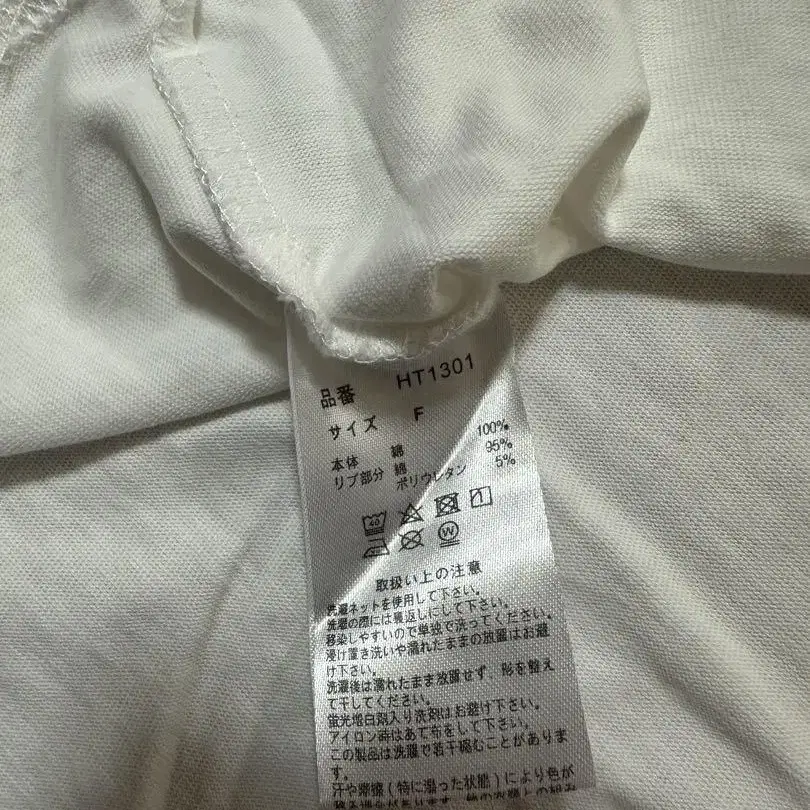 品番 HT1301
サイズ F
本体 綿 100%
リブ部分 綿 95%
ポリウレタン 5%
40
W
取扱い上の注意
洗濯ネットを使用して下さい。
洗濯の際には裏返しにして下さい。
移染しやすいので単独で洗ってください。
浸け置き洗いや濡れたままの放置はお避
け下さい。
洗濯後は濡れたまま放置せず、形を整え
て干してください。
蛍光増白剤入り洗剤はお避け下さい。
アイロン時はあて布をして下さい。
この製品は洗濯で若干縮むことがありま
す。
汗や摩擦（特に湿った状態）により色が